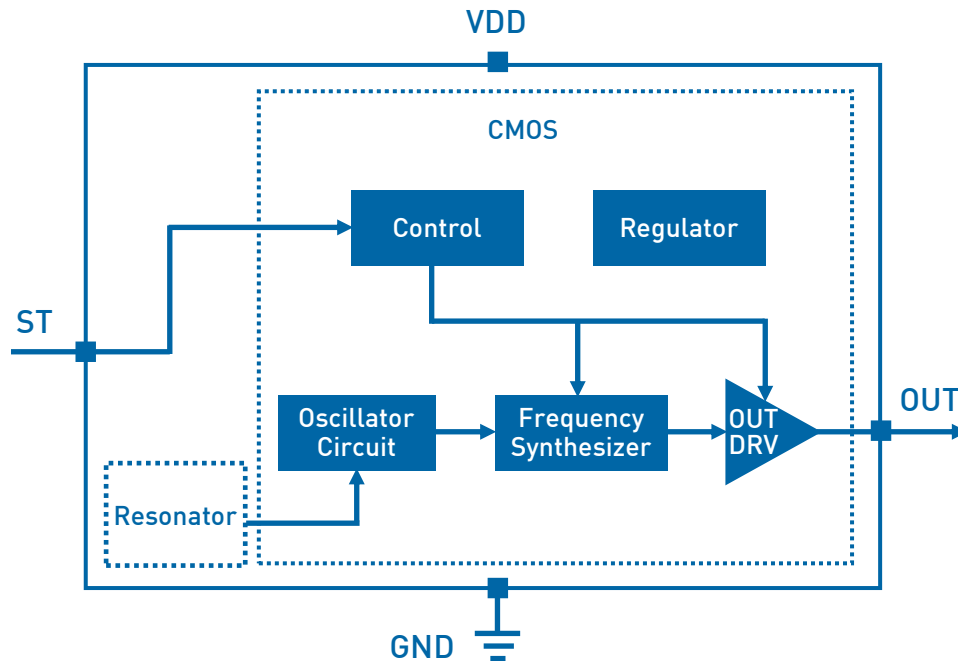 VDD
CMOS
Control
Regulator
ST
Oscillator
Circuit
Frequency
Synthesizer
OUT
DRV
OUT
Resonator
GND